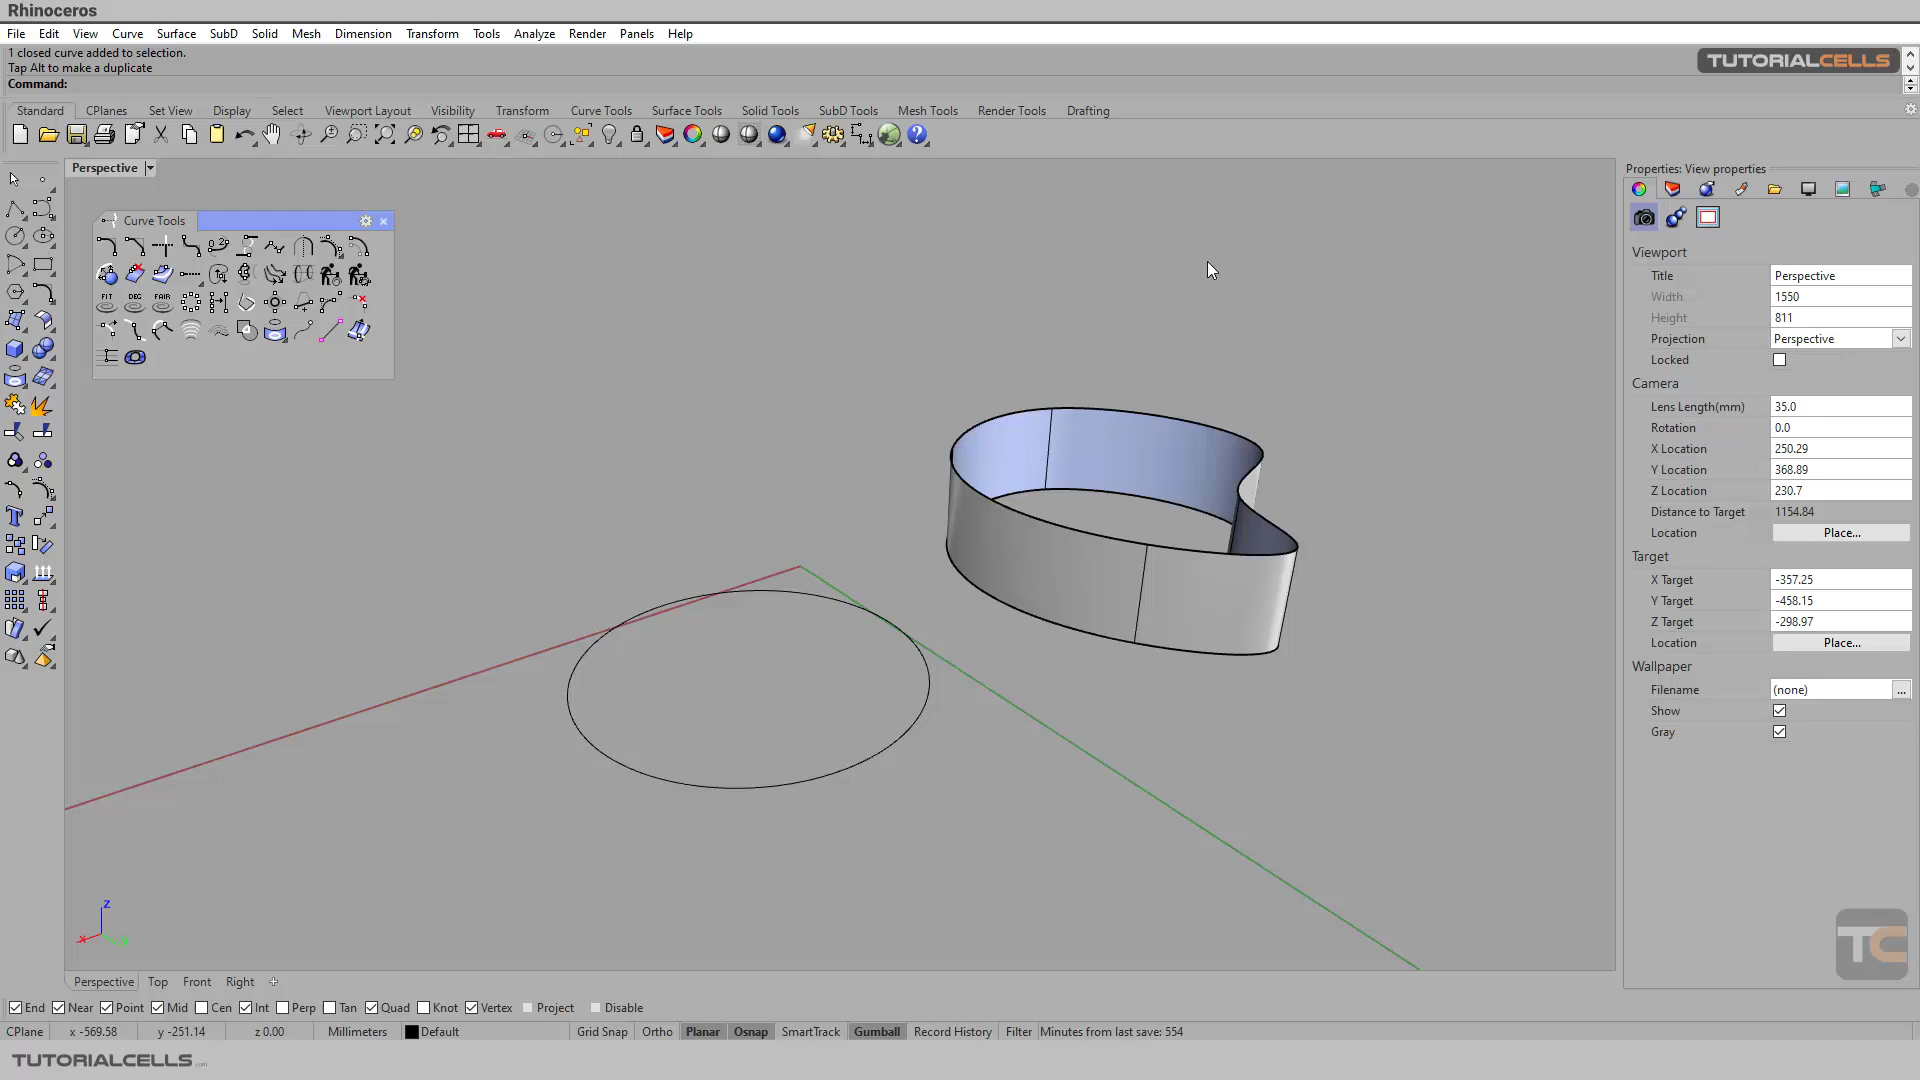 Rhinoceros
File Edit View Curve Surface SubD Solid Mesh Dimension Transform Tools Analyze Render Panels Help
1 closed curve added to selection.
Tap Alt to make a duplicate
Command:
TUTORIALCELLS
Standard CPlanes Set View Display Select Viewport Layout Visibility Transform Curve Tools Surface Tools Solid Tools SubD Tools Mesh Tools Render Tools Drafting
Perspective
Curve Tools
2
FIT DEG FAIR
z
x y
Properties: View properties
Viewport
Title Perspective
Width 1550
Height 811
Projection Perspective
Locked
Camera
Lens Length(mm) 35.0
Rotation 0.0
X Location 250.29
Y Location 368.89
Z Location 230.7
Distance to Target 1154.84
Location Place...
Target
X Target -357.25
Y Target -458.15
Z Target -298.97
Location Place...
Wallpaper
Filename (none) ...
Show
Gray
TC
Perspective Top Front Right
End Near Point Mid Cen Int Perp Tan Quad Knot Vertex Project Disable
CPlane x -569.58 y -251.14 z 0.00 Millimeters Default Grid Snap Ortho Planar Osnap SmartTrack Gumball Record History Filter Minutes from last save: 554
TUTORIALCELLS.com